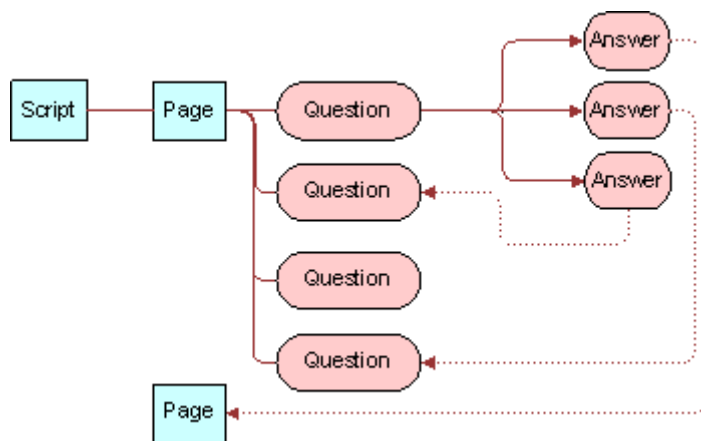 Answer
Script
Page
Question
Answer
Question
Answer
Question
Question
Page